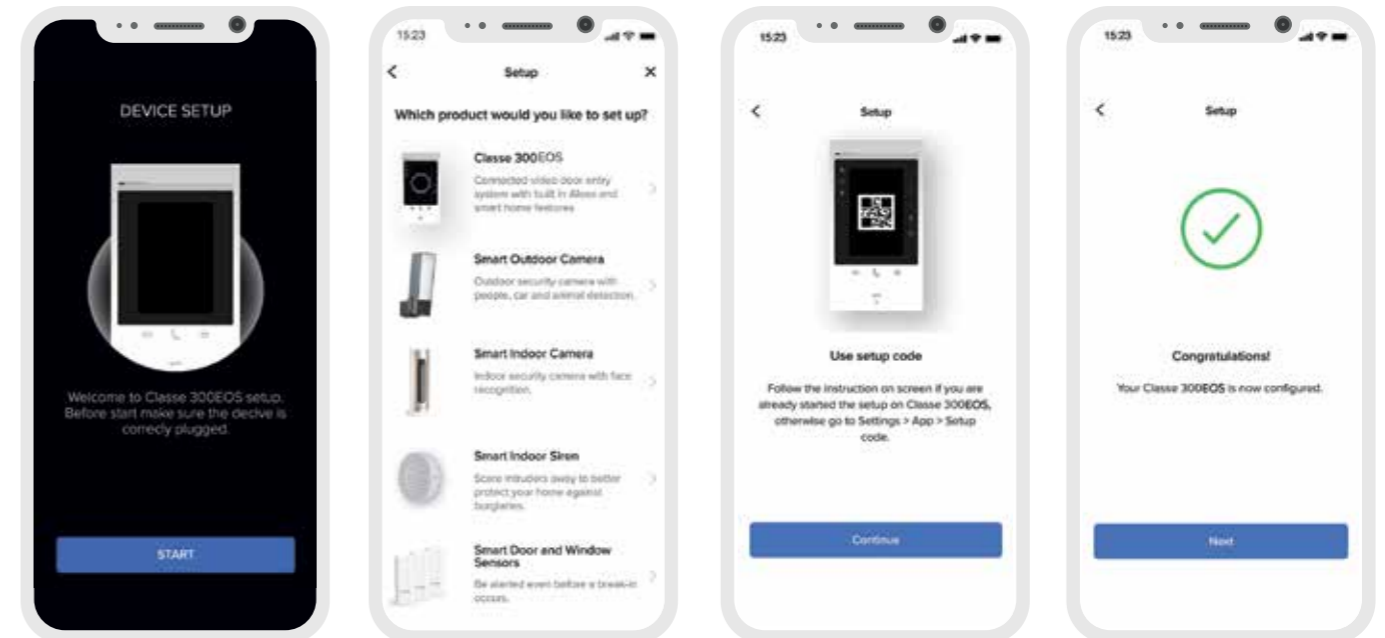 DEVICE SETUP
Welcome to Classe 300EOS setup.
Before start make sure the decive is
correcly plugged.
START
15:23
Setup
Which product would you like to set up?
Classe 300EOS
Connected video door entry
system with built in Alexa and
smart home features
Smart Outdoor Camera
Outdoor security camera with
people, car and animal detection.
Smart Indoor Camera
Indoor security camera with face
recognition.
Smart Indoor Siren
Scare intruders away to better
protect your home against
burglaries.
Smart Door and Window
Sensors
Be alerted even before a break-in
occurs.
15:23
Setup
Use setup code
Follow the instruction on screen if you are
already started the setup on Classe 300EOS,
otherwise go to Settings > App > Setup
code.
Continue
15:23
Setup
Congratulations!
Your Classe 300EOS is now configured.
Next